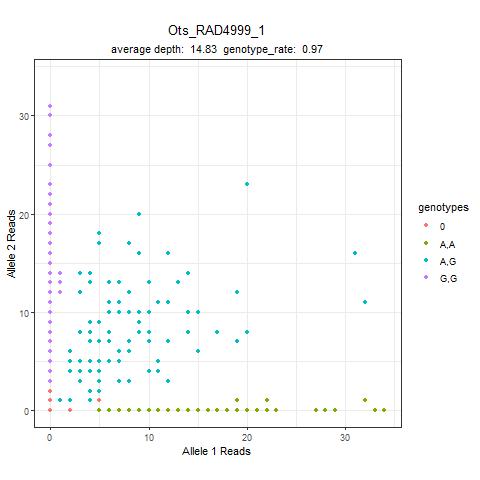 Ots_RAD4999_1
average depth:  14.83  genotype_rate:  0.97
genotypes
0
A,A
A,G
G,G
Allele 2 Reads
30
20
10
0
0
10
20
30
Allele 1 Reads